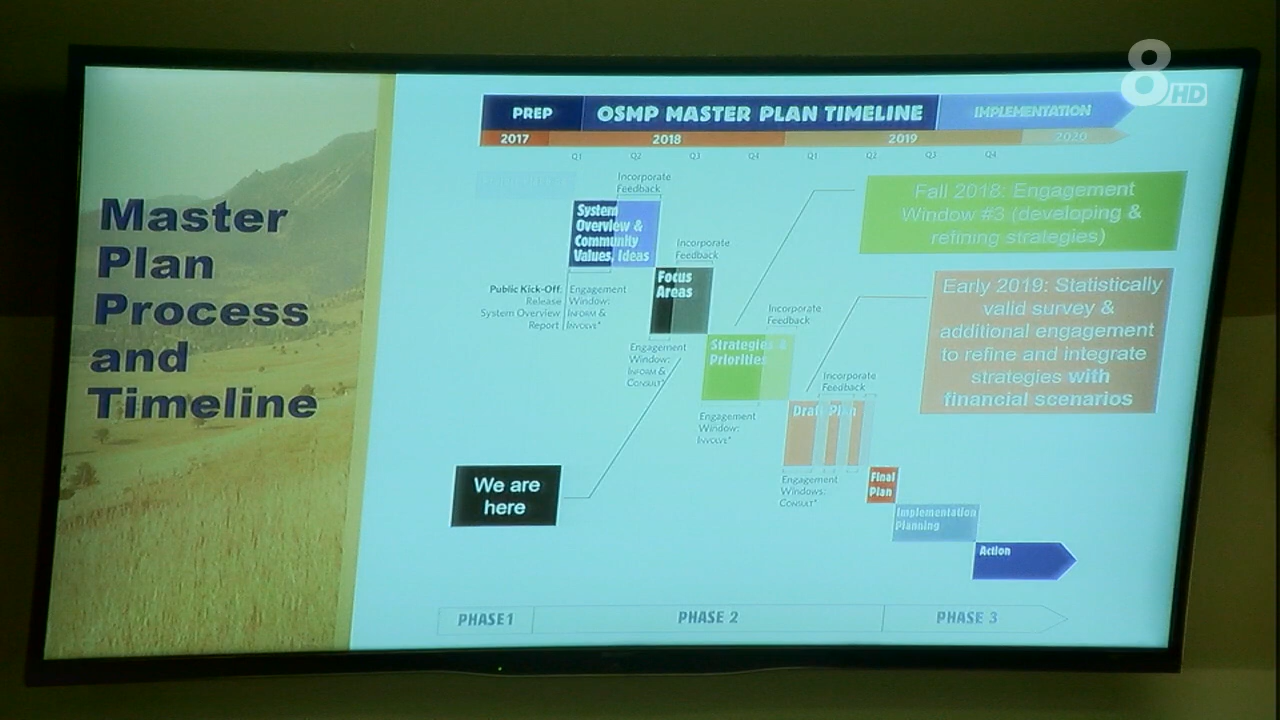 8
HD
Master
Plan
Process
and
Timeline
PREP
OSMP MASTER PLAN TIMELINE
IMPLEMENTATION
2017
2018
2019
2020
Q1
Q2
Q3
Q4
Q1
Q2
Q3
Q4
Incorporate
Feedback
System
Overview &
Community
Values, Ideas
Public Kick-Off:
Release
System Overview
Report
Engagement
Window:
INFORM &
INVOLVE*
Incorporate
Feedback
Focus
Areas
Engagement
Window:
INFORM &
CONSULT*
Incorporate
Feedback
Strategies &
Priorities
Engagement
Window:
INVOLVE*
Incorporate
Feedback
Draft Plan
Engagement
Windows:
CONSULT*
Final
Plan
Implementation
Planning
Action
Fall 2018: Engagement
Window #3 (developing &
refining strategies)
Early 2019: Statistically
valid survey &
additional engagement
to refine and integrate
strategies with
financial scenarios
We are
here
PHASE 1
PHASE 2
PHASE 3